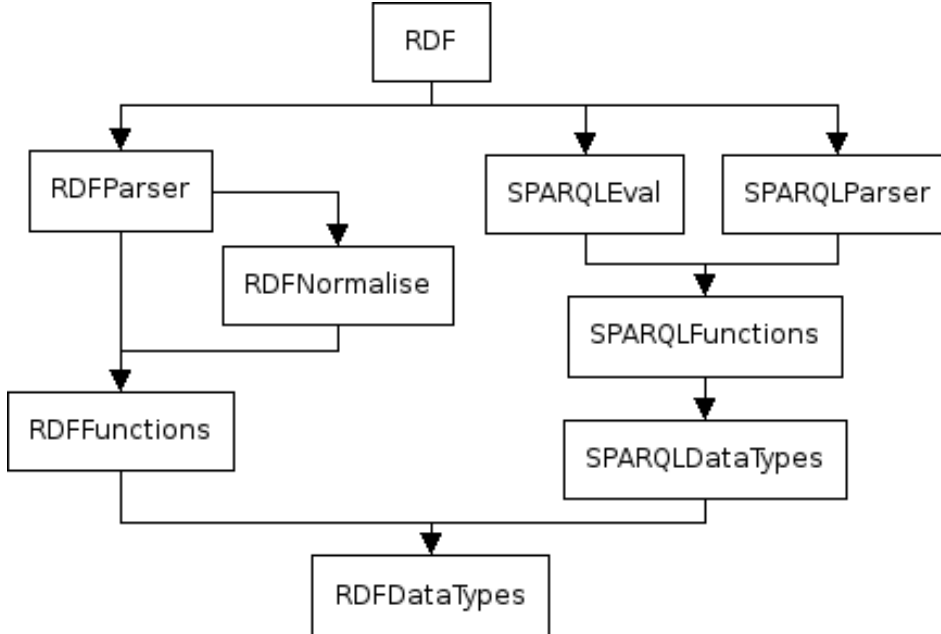 RDF
RDFParser
SPARQLEval
SPARQLParser
RDFNormalise
SPARQLFunctions
RDFFunctions
SPARQLDataTypes
RDFDataTypes